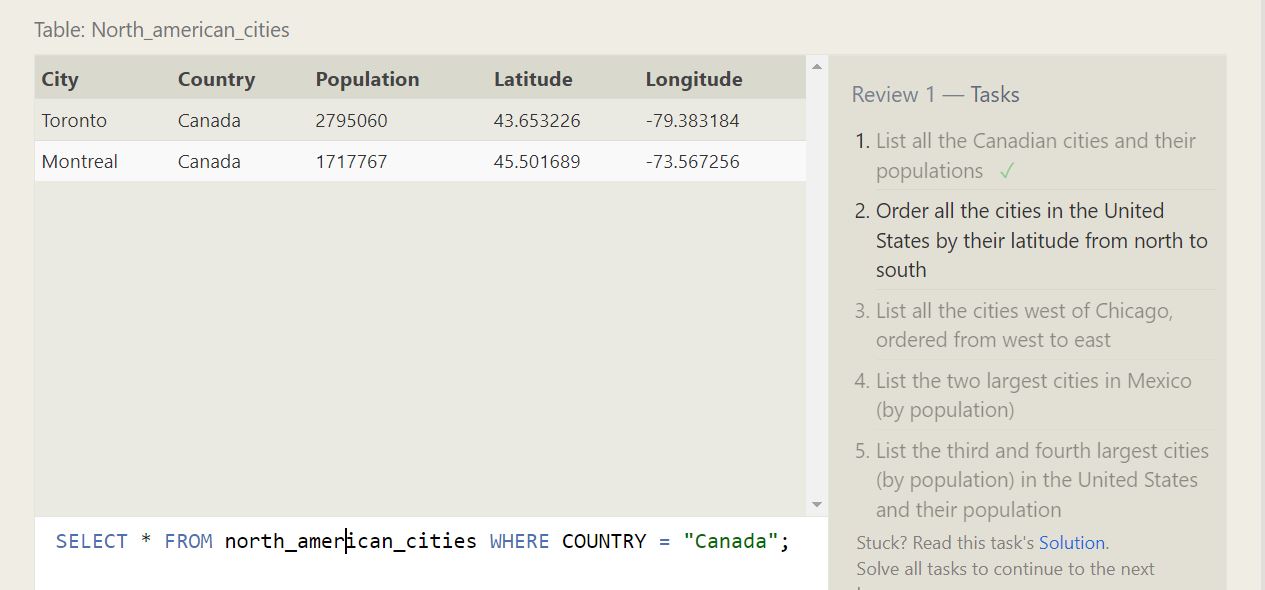 Table: North_american_cities
City Country Population Latitude Longitude
Toronto Canada 2795060 43.653226 -79.383184
Montreal Canada 1717767 45.501689 -73.567256
SELECT * FROM north_american_cities WHERE COUNTRY = "Canada";
Review 1 — Tasks
1. List all the Canadian cities and their
populations ✓
2. Order all the cities in the United
States by their latitude from north to
south
3. List all the cities west of Chicago,
ordered from west to east
4. List the two largest cities in Mexico
(by population)
5. List the third and fourth largest cities
(by population) in the United States
and their population
Stuck? Read this task's Solution.
Solve all tasks to continue to the next